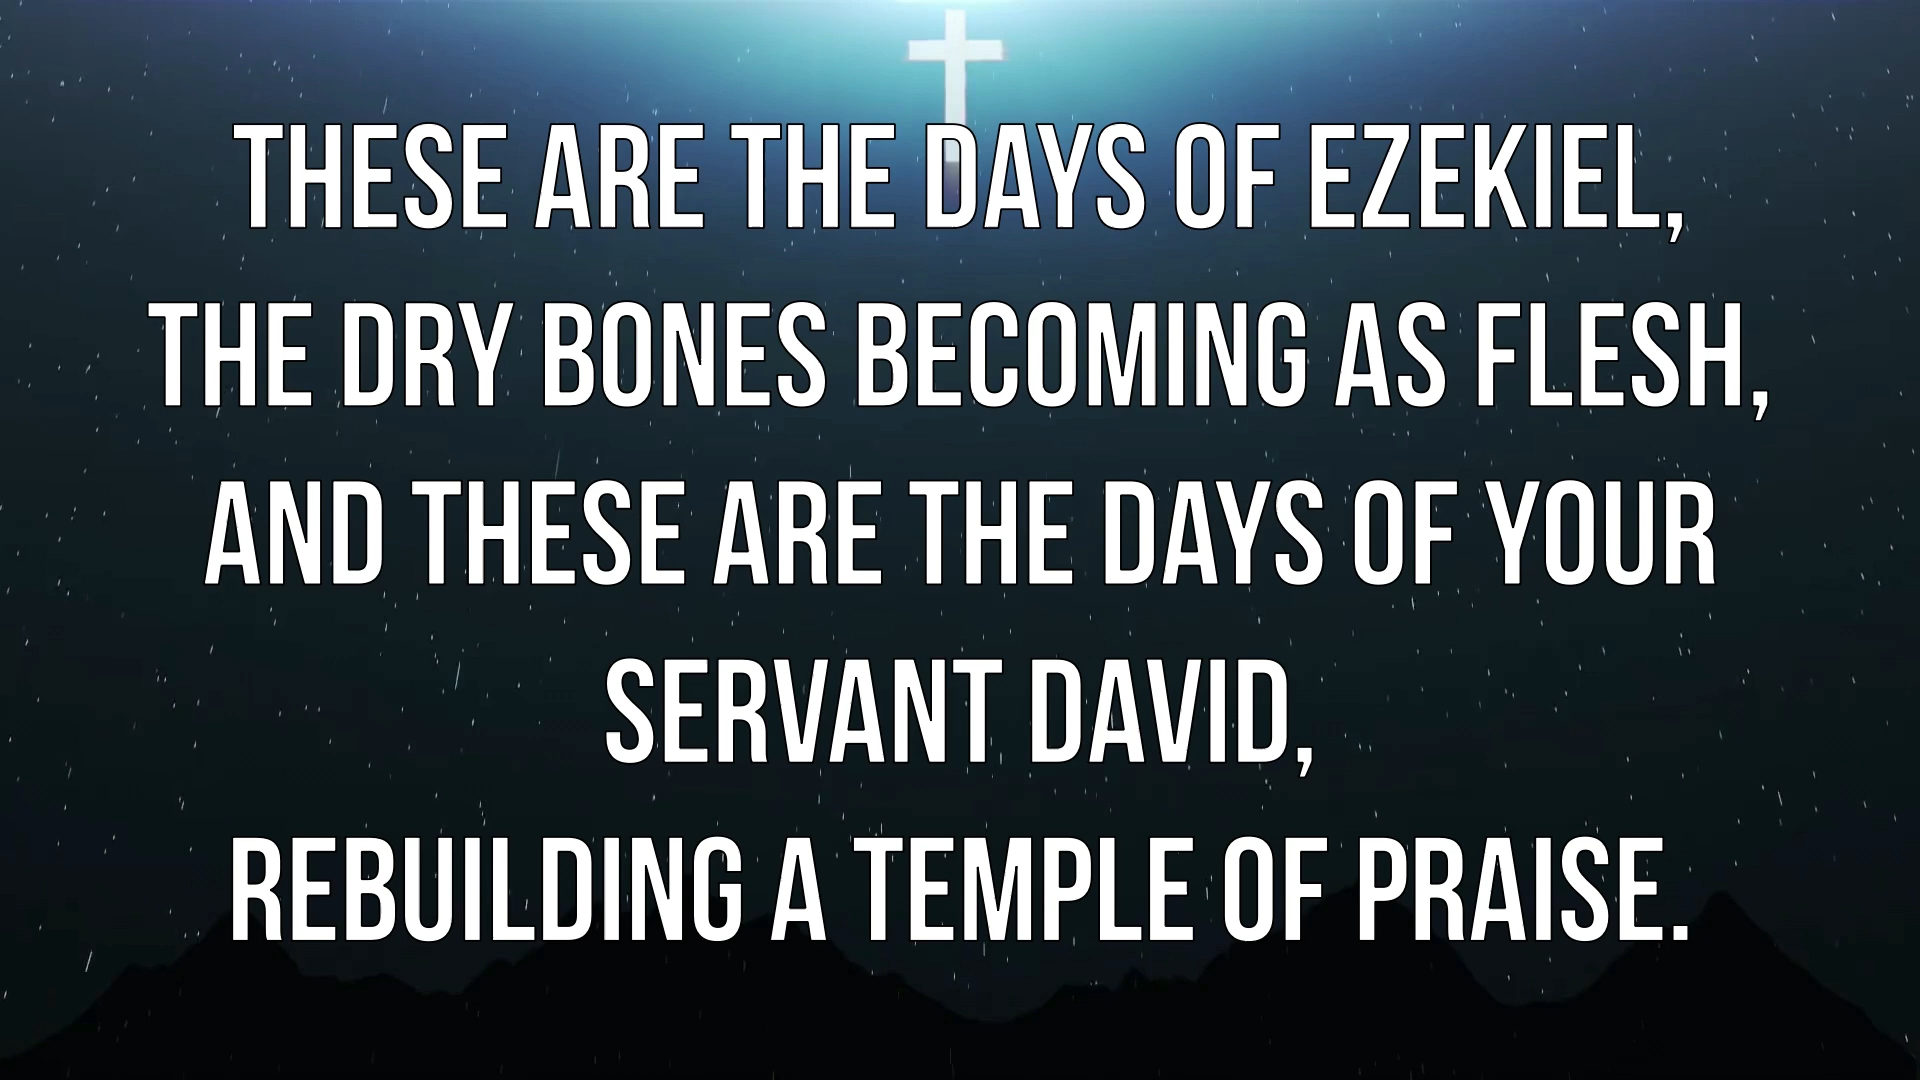 THESE ARE THE DAYS OF EZEKIEL,
THE DRY BONES BECOMING AS FLESH,
AND THESE ARE THE DAYS OF YOUR
SERVANT DAVID,
REBUILDING A TEMPLE OF PRAISE.